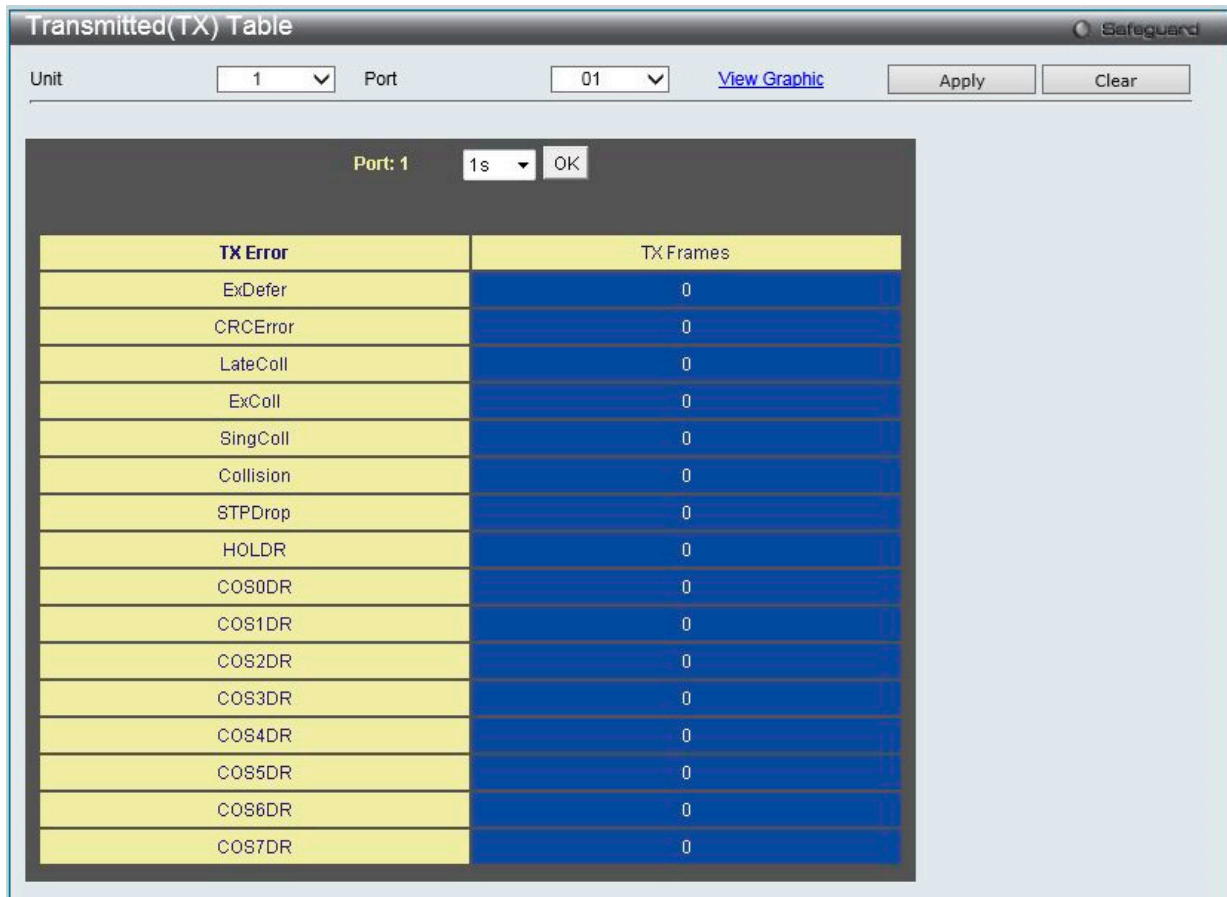 Transmitted(TX) Table
Safeguard
Unit 1 Port 01 View Graphic Apply Clear
Port: 1 1s OK
TX Error TX Frames
ExDefer 0
CRCError 0
LateColl 0
ExColl 0
SingColl 0
Collision 0
STPDrop 0
HOLDR 0
COS0DR 0
COS1DR 0
COS2DR 0
COS3DR 0
COS4DR 0
COS5DR 0
COS6DR 0
COS7DR 0